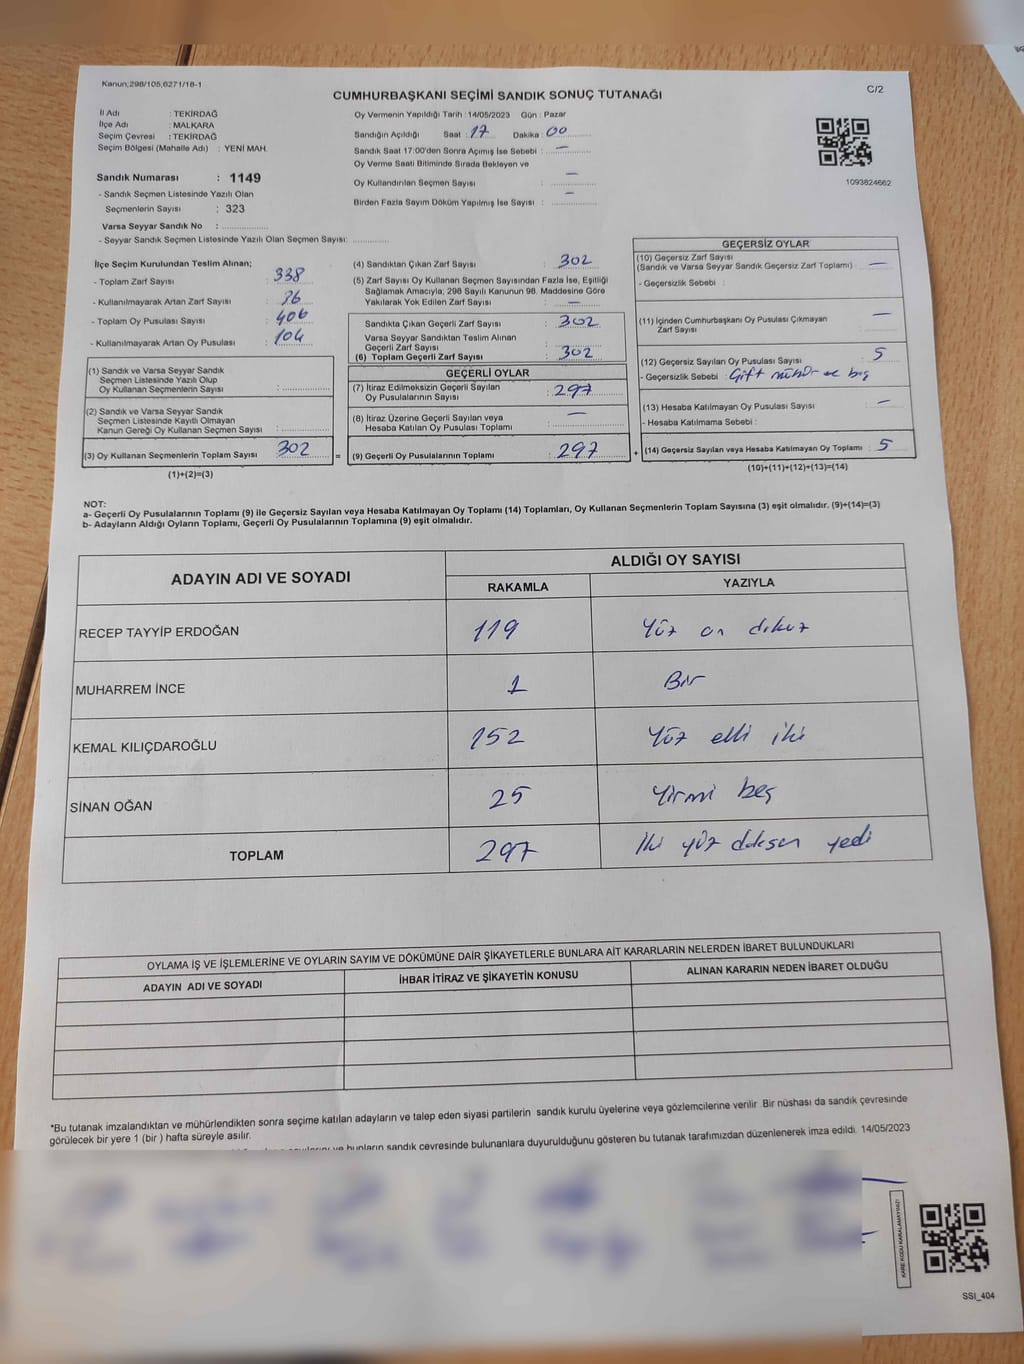 Kanun;298/105,6271/18-1
CUMHURBAŞKANI SEÇİMİ SANDIK SONUÇ TUTANAĞI
C/2
İl Adı : TEKİRDAĞ
İlçe Adı : MALKARA
Seçim Çevresi : TEKİRDAĞ
Seçim Bölgesi (Mahalle Adı) : YENİ MAH.
Sandık Numarası : 1149
- Sandık Seçmen Listesinde Yazılı Olan
Seçmenlerin Sayısı : 323
Varsa Seyyar Sandık No :
- Seyyar Sandık Seçmen Listesinde Yazılı Olan Seçmen Sayısı:
Oy Vermenin Yapıldığı Tarih : 14/05/2023 Gün : Pazar
Sandığın Açıldığı Saat : 17 Dakika : 00
Sandık Saat 17:00'den Sonra Açılmış İse Sebebi : —
Oy Verme Saati Bitiminde Sırada Bekleyen ve
Oy Kullandırılan Seçmen Sayısı : —
Birden Fazla Sayım Döküm Yapılmış İse Sayısı : —
1093824662
İlçe Seçim Kurulundan Teslim Alınan;
- Toplam Zarf Sayısı : 338
- Kullanılmayarak Artan Zarf Sayısı : 36
- Toplam Oy Pusulası Sayısı : 406
- Kullanılmayarak Artan Oy Pusulası : 104
(1) Sandık ve Varsa Seyyar Sandık
Seçmen Listesinde Yazılı Olup
Oy Kullanan Seçmenlerin Sayısı :
(2) Sandık ve Varsa Seyyar Sandık
Seçmen Listesinde Kayıtlı Olmayan
Kanun Gereği Oy Kullanan Seçmen Sayısı :
(3) Oy Kullanan Seçmenlerin Toplam Sayısı : 302
(1)+(2)=(3)
(4) Sandıktan Çıkan Zarf Sayısı : 302
(5) Zarf Sayısı Oy Kullanan Seçmen Sayısından Fazla İse, Eşitliği
Sağlamak Amacıyla, 298 Sayılı Kanunun 98. Maddesine Göre
Yakılarak Yok Edilen Zarf Sayısı : —
Sandıkta Çıkan Geçerli Zarf Sayısı : 302
Varsa Seyyar Sandıktan Teslim Alınan
Geçerli Zarf Sayısı
(6) Toplam Geçerli Zarf Sayısı : 302
GEÇERLİ OYLAR
(7) İtiraz Edilmeksizin Geçerli Sayılan
Oy Pusulalarının Sayısı : 297
(8) İtiraz Üzerine Geçerli Sayılan veya
Hesaba Katılan Oy Pusulası Toplamı : —
= (9) Geçerli Oy Pusulalarının Toplamı : 297
GEÇERSİZ OYLAR
(10) Geçersiz Zarf Sayısı
(Sandık ve Varsa Seyyar Sandık Geçersiz Zarf Toplamı) : —
- Geçersizlik Sebebi :
(11) İçinden Cumhurbaşkanı Oy Pusulası Çıkmayan
Zarf Sayısı : —
(12) Geçersiz Sayılan Oy Pusulası Sayısı : 5
- Geçersizlik Sebebi : Çift mühür ve boş
(13) Hesaba Katılmayan Oy Pusulası Sayısı : —
- Hesaba Katılmama Sebebi :
+ (14) Geçersiz Sayılan veya Hesaba Katılmayan Oy Toplamı : 5
(10)+(11)+(12)+(13)=(14)
NOT:
a- Geçerli Oy Pusulalarının Toplamı (9) ile Geçersiz Sayılan veya Hesaba Katılmayan Oy Toplamı (14) Toplamları, Oy Kullanan Seçmenlerin Toplam Sayısına (3) eşit olmalıdır. (9)+(14)=(3)
b- Adayların Aldığı Oyların Toplamı, Geçerli Oy Pusulalarının Toplamına (9) eşit olmalıdır.
ADAYIN ADI VE SOYADI
ALDIĞI OY SAYISI
RAKAMLA YAZIYLA
RECEP TAYYİP ERDOĞAN 119 Yüz on dokuz
MUHARREM İNCE 1 Bir
KEMAL KILIÇDAROĞLU 152 Yüz elli iki
SİNAN OĞAN 25 Yirmi beş
TOPLAM 297 İki yüz doksan yedi
OYLAMA İŞ VE İŞLEMLERİNE VE OYLARIN SAYIM VE DÖKÜMÜNE DAİR ŞİKAYETLERLE BUNLARA AİT KARARLARIN NELERDEN İBARET BULUNDUKLARI
ADAYIN ADI VE SOYADI İHBAR İTİRAZ VE ŞİKAYETİN KONUSU ALINAN KARARIN NEDEN İBARET OLDUĞU
*Bu tutanak imzalandıktan ve mühürlendikten sonra seçime katılan adayların ve talep eden siyasi partilerin sandık kurulu üyelerine veya gözlemcilerine verilir Bir nüshası da sandık çevresinde
görülecek bir yere 1 (bir ) hafta süreyle asılır.
ve bunların sandık çevresinde bulunanlara duyurulduğunu gösteren bu tutanak tarafımızdan düzenlenerek imza edildi. 14/05/2023
KARE KODU KARALAMAYINIZ!
SSI_404